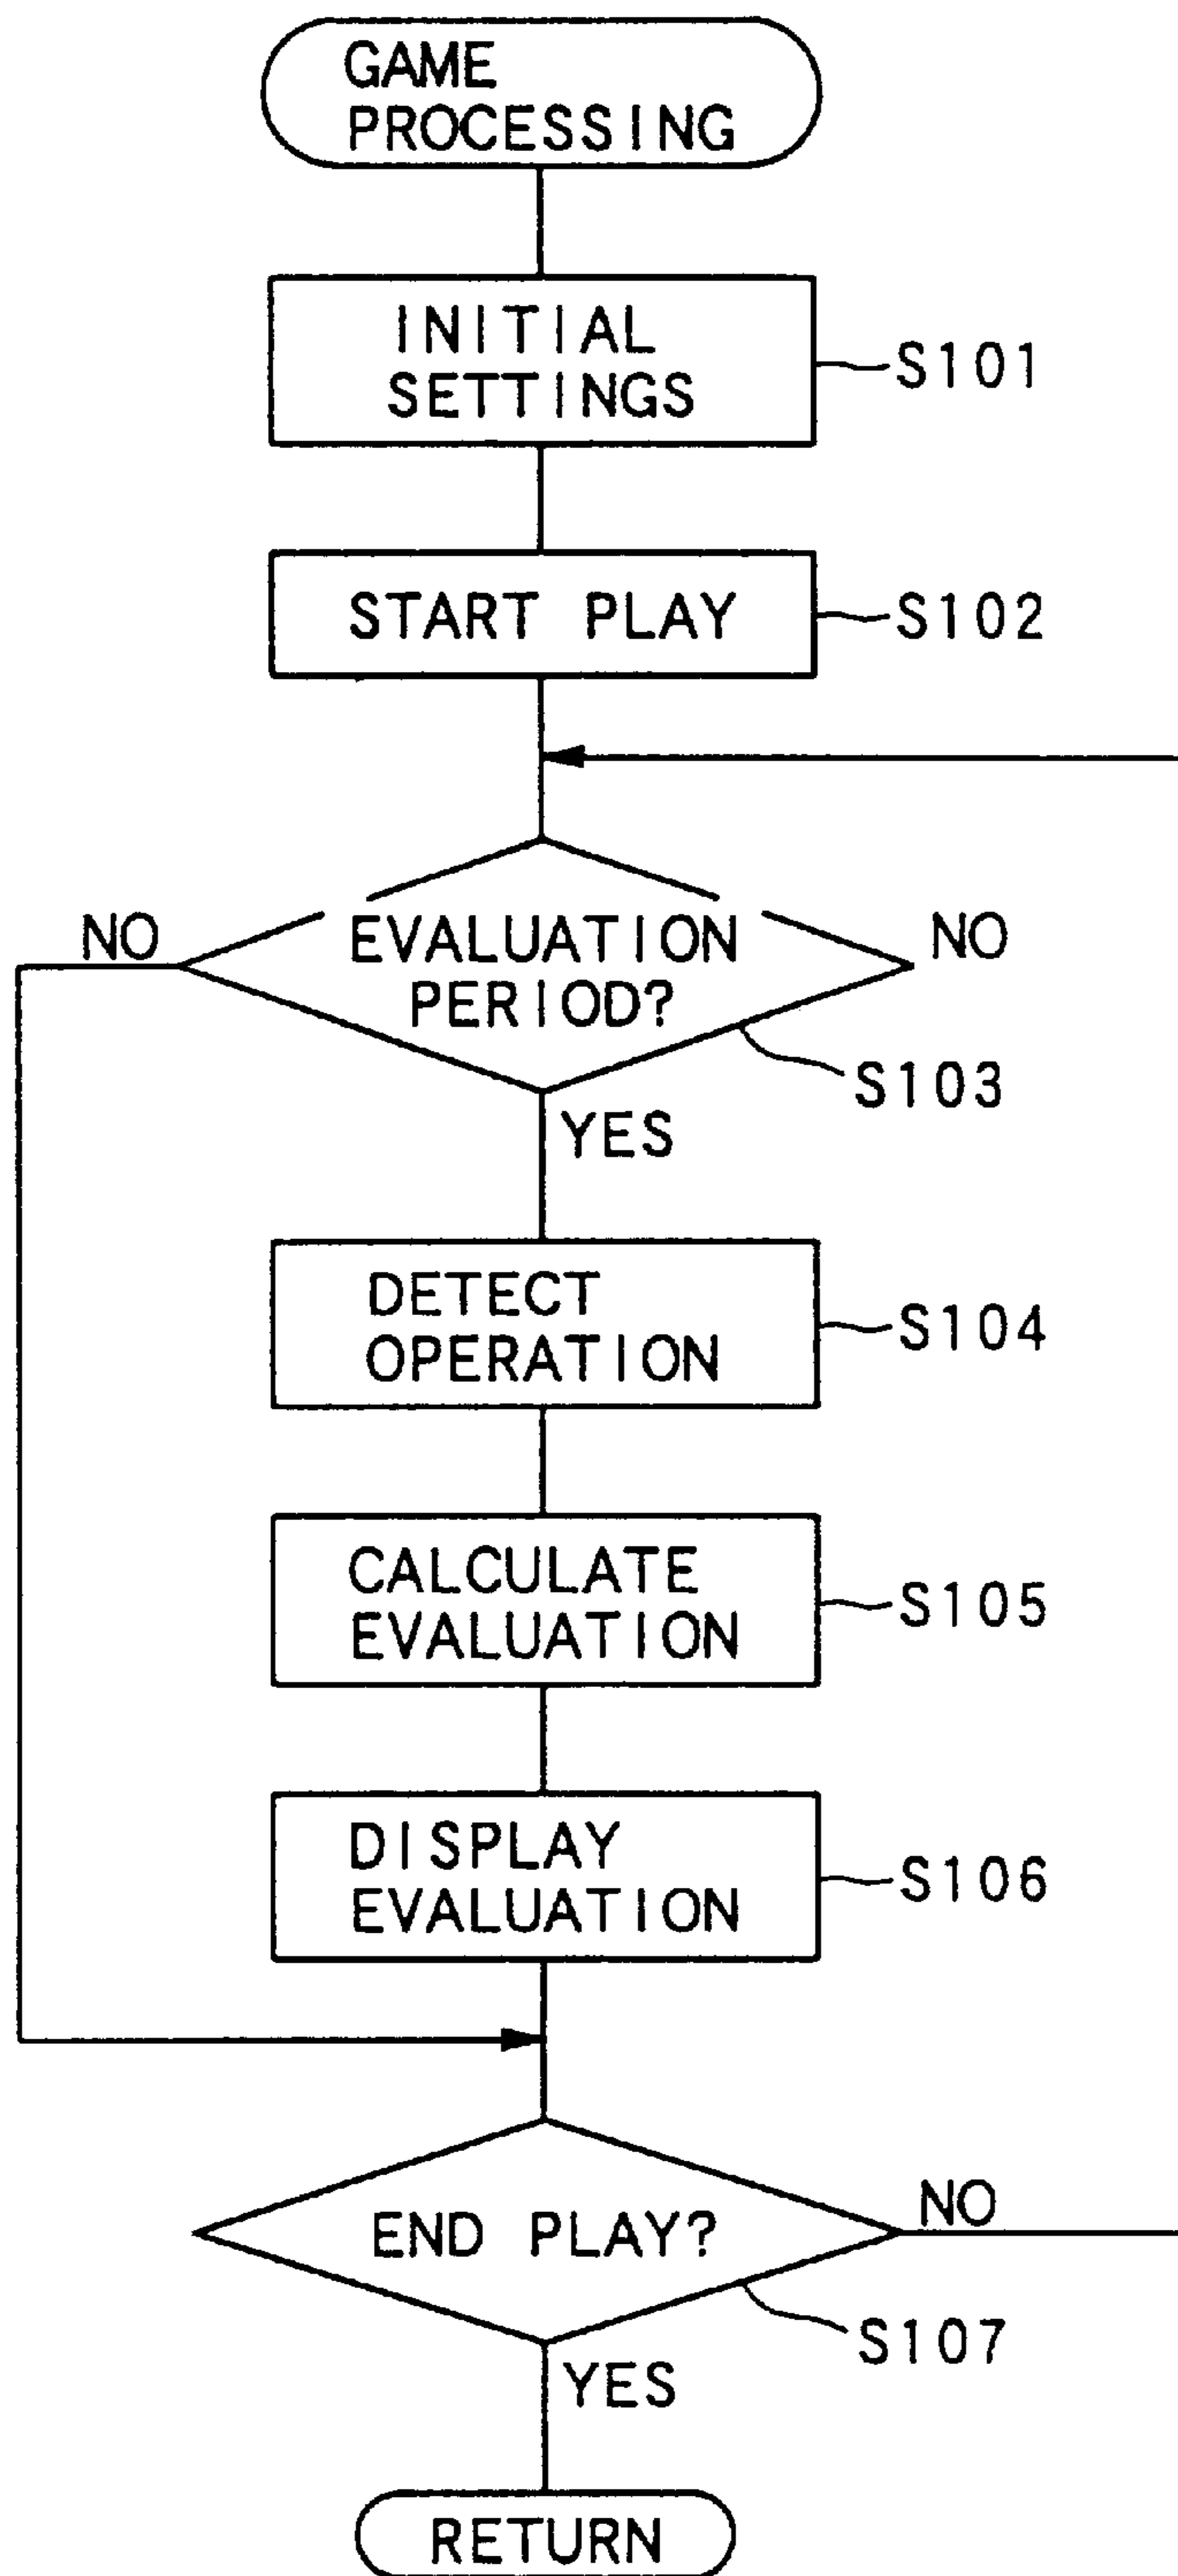 GAME
PROCESSING
INITIAL
SETTINGS
S101
START PLAY
S102
NO
EVALUATION
PERIOD?
NO
S103
YES
DETECT
OPERATION
S104
CALCULATE
EVALUATION
S105
DISPLAY
EVALUATION
S106
END PLAY?
NO
S107
YES
RETURN